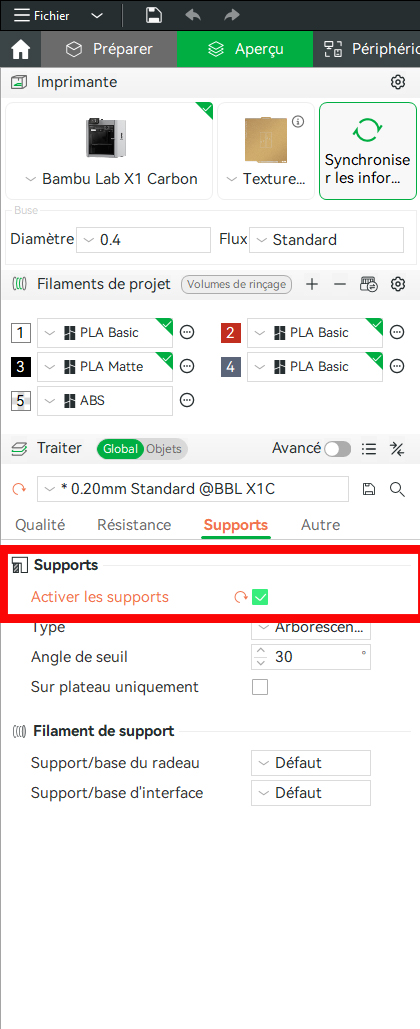 Fichier
Préparer
Aperçu
Périphéric
Imprimante
Bambu Lab X1 Carbon
Texture...
Synchronise
r les infor...
Buse
Diamètre
0.4
Flux
Standard
Filaments de projet
Volumes de rinçage
1
PLA Basic
2
PLA Basic
3
PLA Matte
4
PLA Basic
5
ABS
Traiter
Global
Objets
Avancé
* 0.20mm Standard @BBL X1C
Qualité
Résistance
Supports
Autre
Supports
Activer les supports
Type
Arborescen...
Angle de seuil
30
°
Sur plateau uniquement
Filament de support
Support/base du radeau
Défaut
Support/base d'interface
Défaut